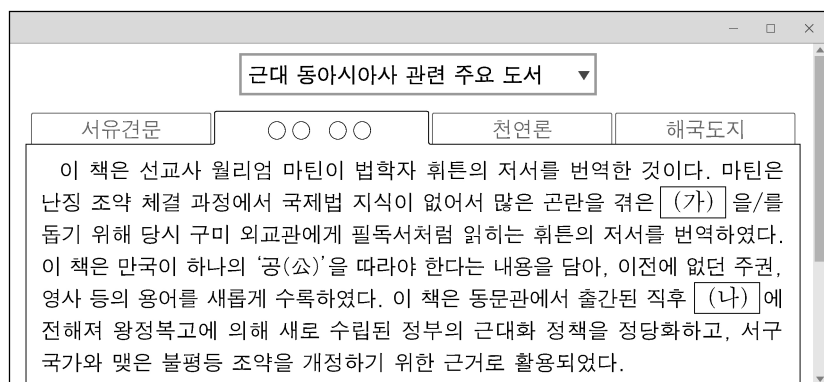 근대 동아시아사 관련 주요 도서 ▼
서유견문 ○○ ○○ 천연론 해국도지
이 책은 선교사 윌리엄 마틴이 법학자 휘튼의 저서를 번역한 것이다. 마틴은
난징 조약 체결 과정에서 국제법 지식이 없어서 많은 곤란을 겪은 (가) 을/를
돕기 위해 당시 구미 외교관에게 필독서처럼 읽히는 휘튼의 저서를 번역하였다.
이 책은 만국이 하나의 ‘공(公)’을 따라야 한다는 내용을 담아, 이전에 없던 주권,
영사 등의 용어를 새롭게 수록하였다. 이 책은 동문관에서 출간된 직후 (나) 에
전해져 왕정복고에 의해 새로 수립된 정부의 근대화 정책을 정당화하고, 서구
국가와 맺은 불평등 조약을 개정하기 위한 근거로 활용되었다.